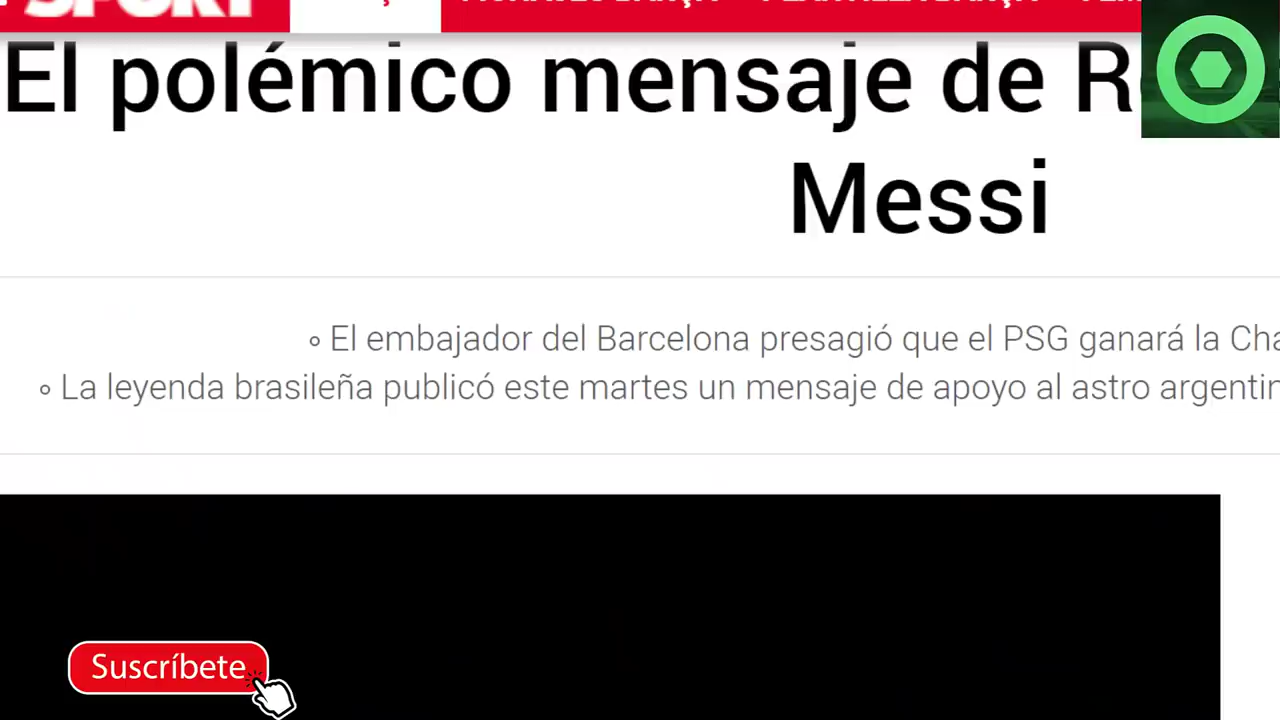 SPORT
El polémico mensaje de R
Messi
◦ El embajador del Barcelona presagió que el PSG ganará la Cha
◦ La leyenda brasileña publicó este martes un mensaje de apoyo al astro argentin
Suscríbete